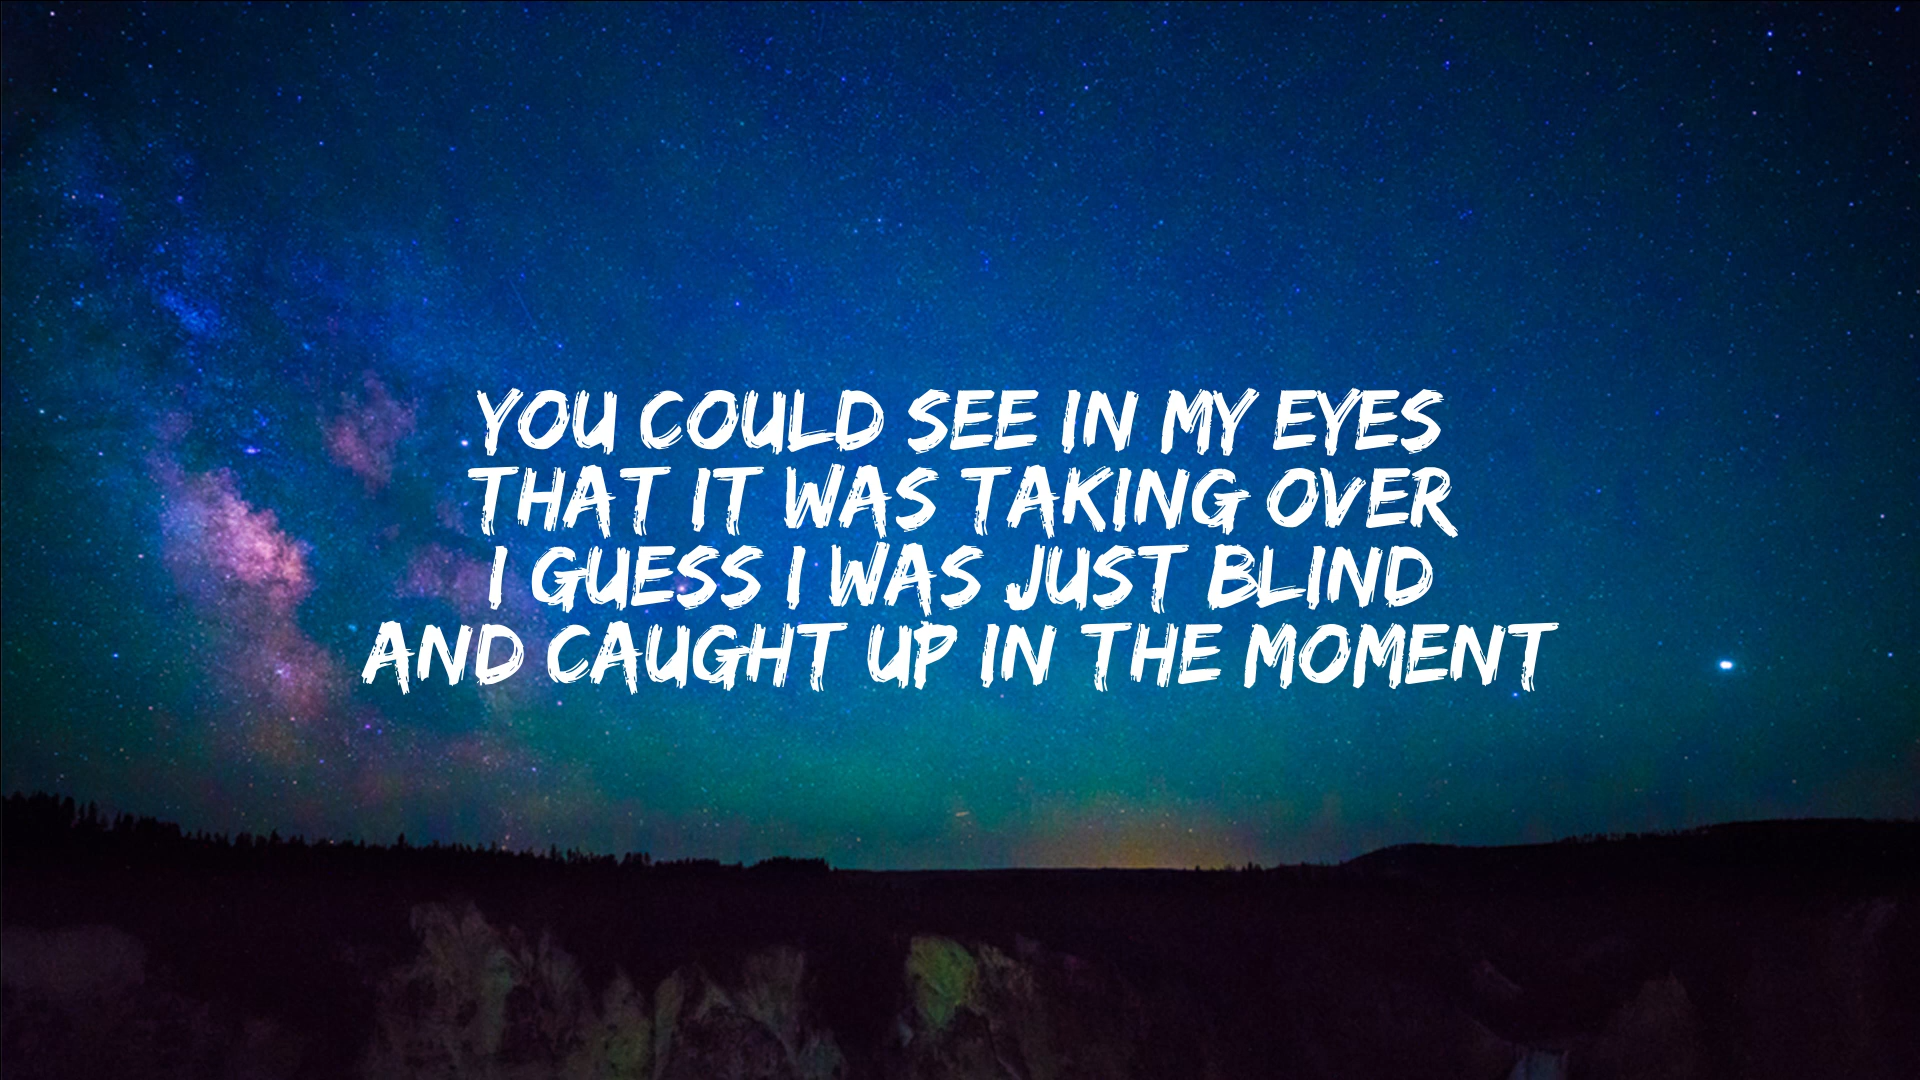 YOU COULD SEE IN MY EYES
THAT IT WAS TAKING OVER
I GUESS I WAS JUST BLIND
AND CAUGHT UP IN THE MOMENT